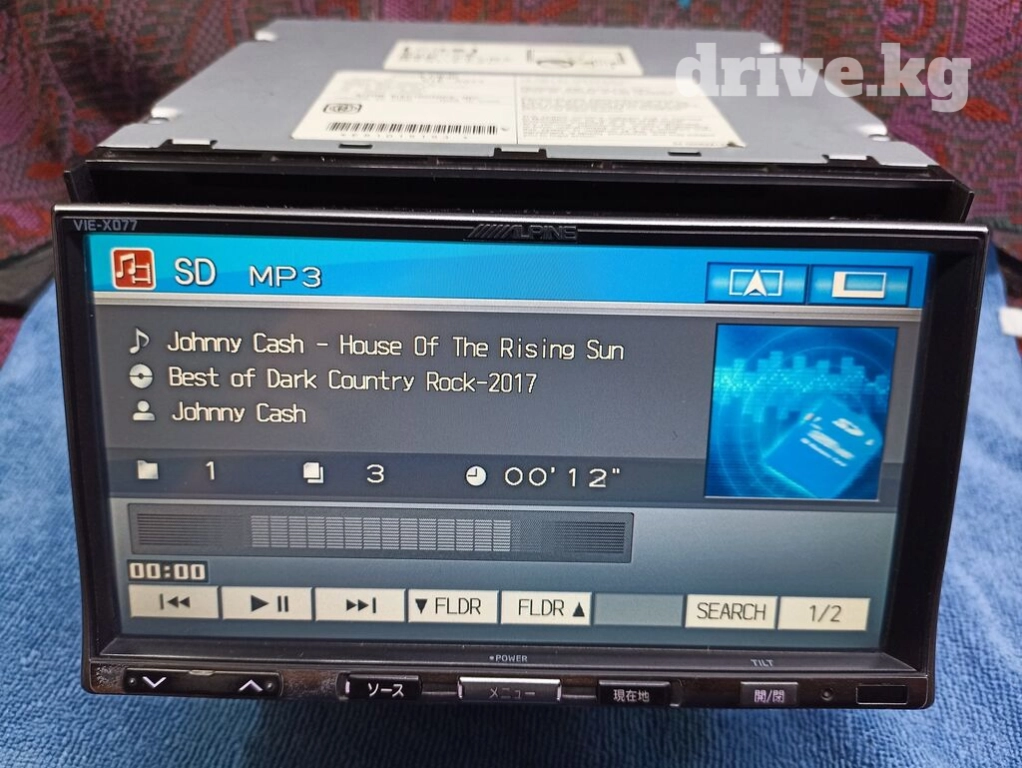 drive.kg
VIE-X077
ALPINE
SD MP3
Johnny Cash - House Of The Rising Sun
Best of Dark Country Rock-2017
Johnny Cash
1 3 00'12"
SD
00:00
▼ FLDR FLDR ▲ SEARCH 1/2
POWER TILT
ソース メニュー 現在地 開/閉